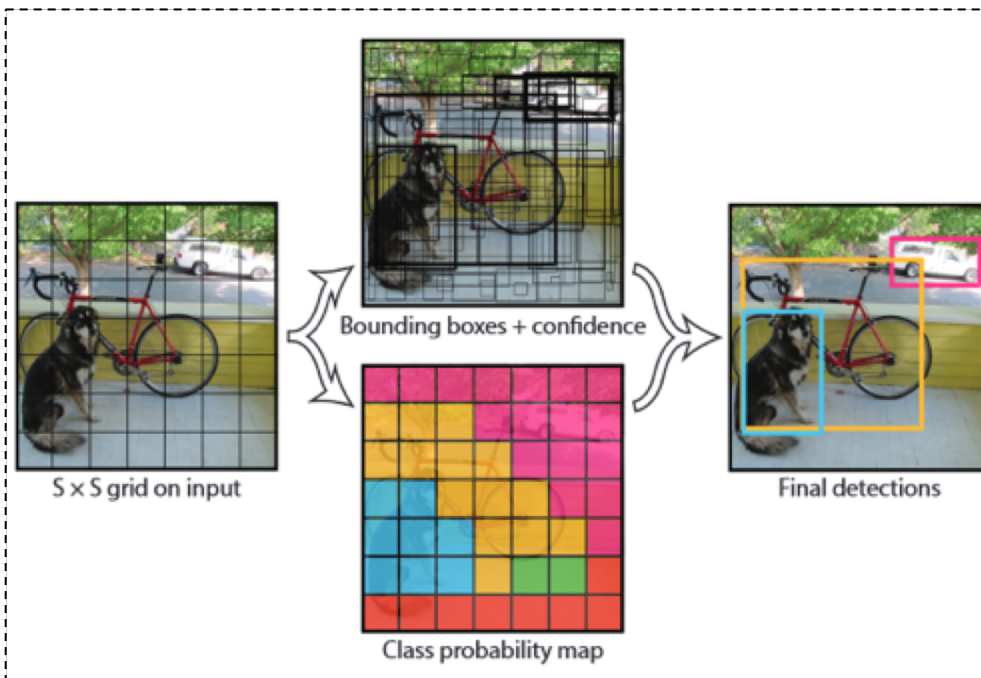 S × S grid on input
Bounding boxes + confidence
Class probability map
Final detections